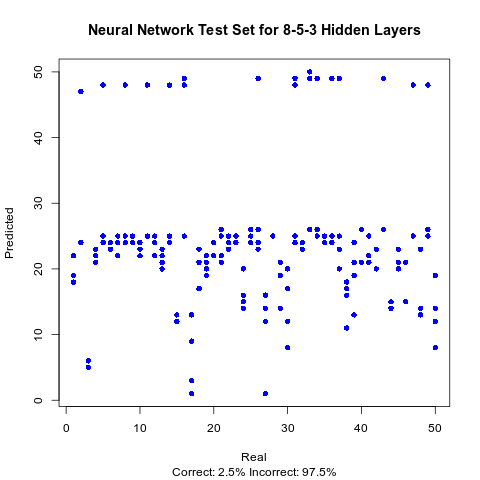 Neural Network Test Set for 8-5-3 Hidden Layers
Predicted
50
40
30
20
10
0
0 10 20 30 40 50
Real
Correct: 2.5% Incorrect: 97.5%